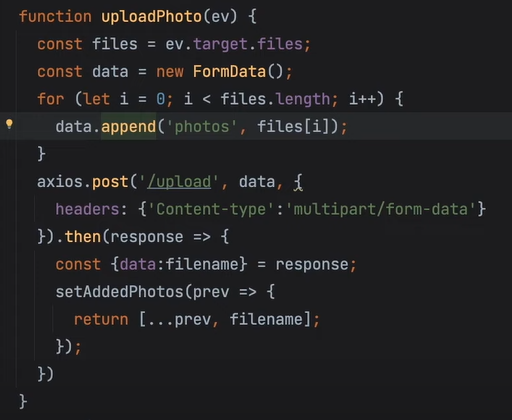 function uploadPhoto(ev) {
  const files = ev.target.files;
  const data = new FormData();
  for (let i = 0; i < files.length; i++) {
    data.append('photos', files[i]);
  }
  axios.post('/upload', data, {
    headers: {'Content-type':'multipart/form-data'}
  }).then(response => {
    const {data:filename} = response;
    setAddedPhotos(prev => {
      return [...prev, filename];
    });
  })
}